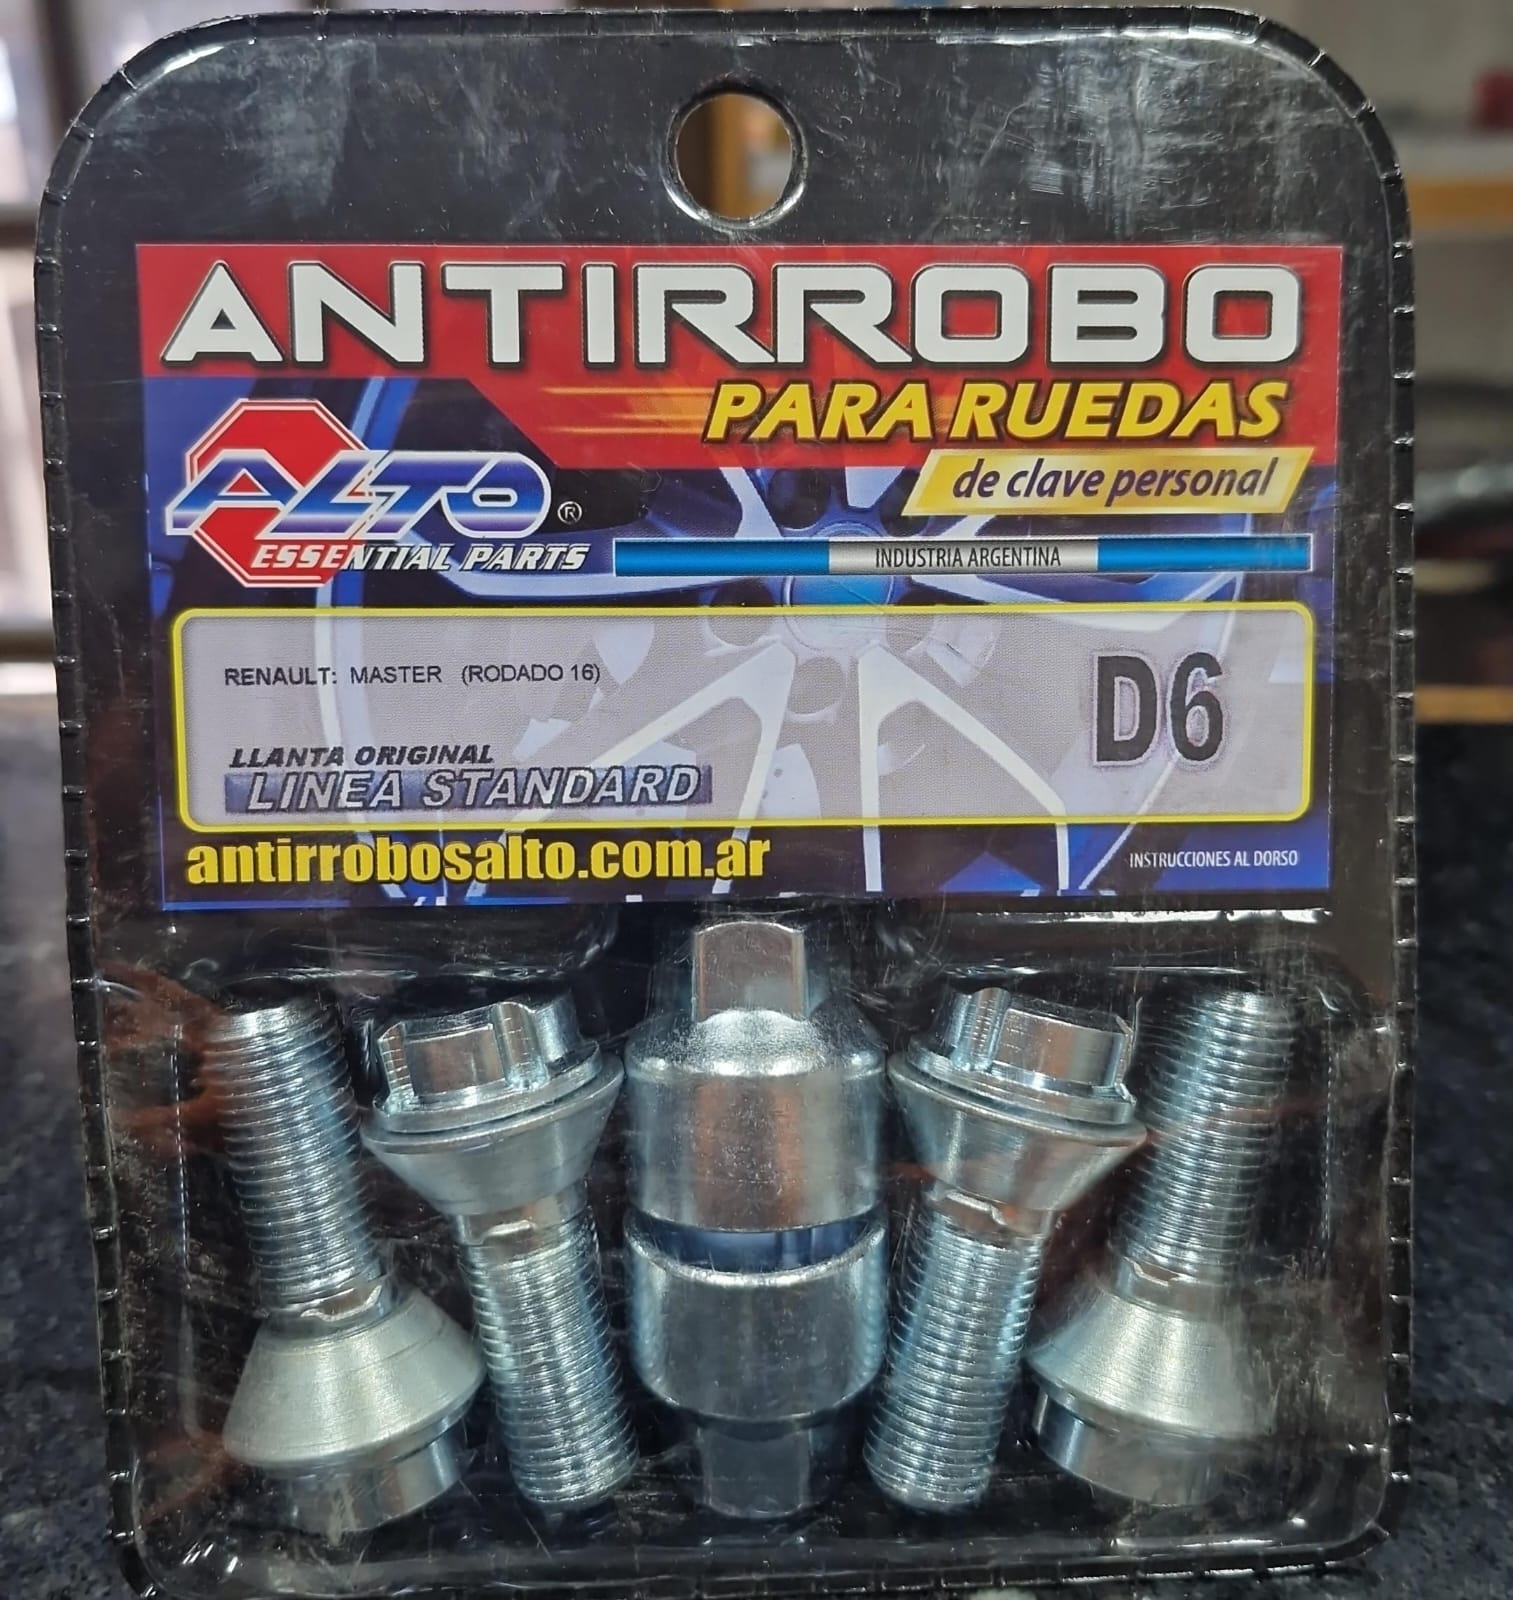 ANTIRROBO
PARA RUEDAS
de clave personal
ALTO ®
ESSENTIAL PARTS
INDUSTRIA ARGENTINA
RENAULT: MASTER (RODADO 16)
D6
LLANTA ORIGINAL
LINEA STANDARD
antirrobosalto.com.ar
INSTRUCCIONES AL DORSO